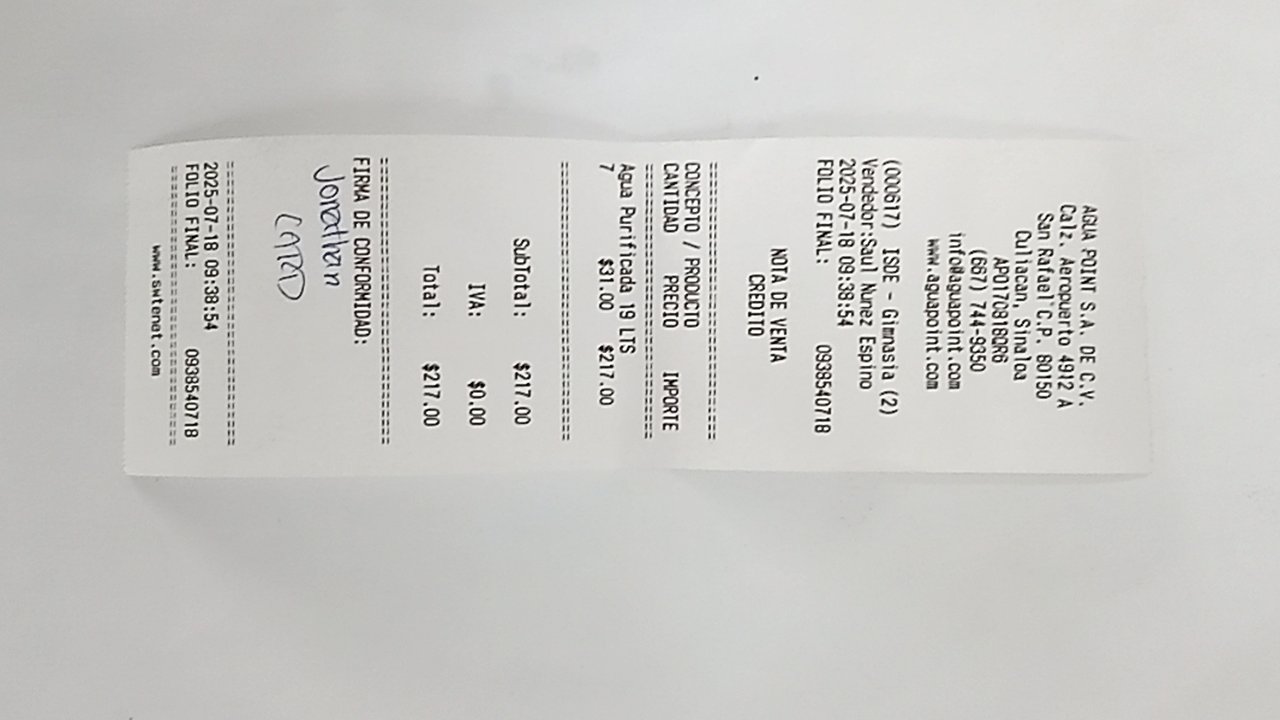 AGUA POINT S.A. DE C.V.
Calz. Aeropuerto 4912 A
San Rafael C.P. 80150
Culiacan, Sinaloa
APO170818QR6
(667) 744-9350
info@aguapoint.com
www.aguapoint.com
(000617) ISDE - Gimnasia (2)
Vendedor:Saul Nunez Espino
2025-07-18 09:38:54
FOLIO FINAL: 0938540718
NOTA DE VENTA
CREDITO
================================
CONCEPTO / PRODUCTO
CANTIDAD PRECIO IMPORTE
================================
Agua Purificada 19 LTS
7 $31.00 $217.00
================================
SubTotal: $217.00
IVA: $0.00
Total: $217.00
================================
FIRMA DE CONFORMIDAD:
Jonathan
================================
2025-07-18 09:38:54
FOLIO FINAL: 0938540718
================================
www.swtenet.com